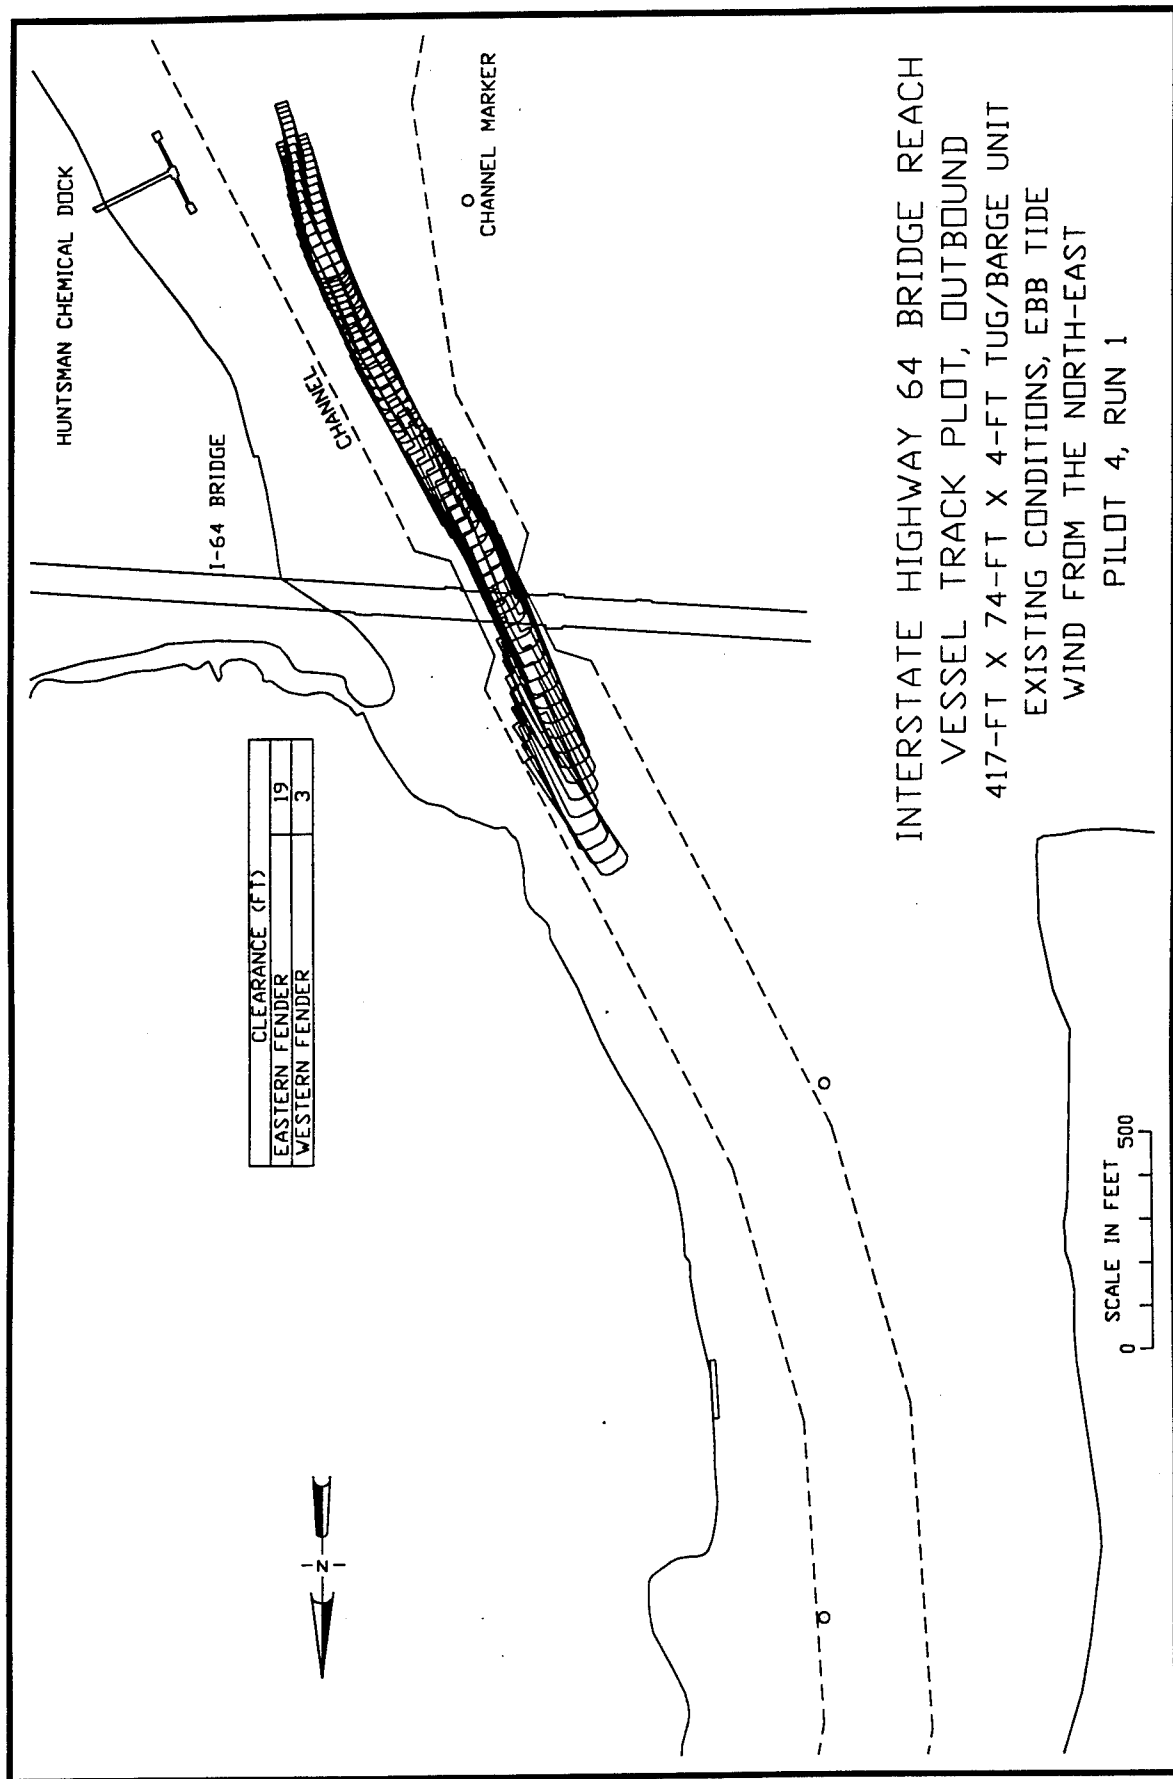 HUNTSMAN CHEMICAL DOCK
I-64 BRIDGE
CHANNEL
CHANNEL MARKER
CLEARANCE (FT)
EASTERN FENDER 19
WESTERN FENDER 3
N
INTERSTATE HIGHWAY 64 BRIDGE REACH
VESSEL TRACK PLOT, OUTBOUND
417-FT X 74-FT X 4-FT TUG/BARGE UNIT
EXISTING CONDITIONS, EBB TIDE
WIND FROM THE NORTH-EAST
PILOT 4, RUN 1
SCALE IN FEET
0 500